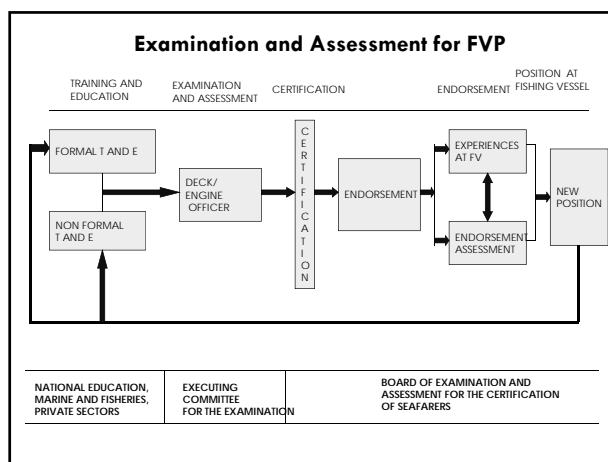 Examination and Assessment for FVP
TRAINING AND
EDUCATION
EXAMINATION
AND ASSESSMENT
CERTIFICATION
ENDORSEMENT
POSITION AT
FISHING VESSEL
FORMAL T AND E
NON FORMAL
T AND E
DECK/
ENGINE
OFFICER
C
E
R
T
I
F
I
C
A
T
I
O
N
ENDORSEMENT
EXPERIENCES
AT FV
ENDORSEMENT
ASSESSMENT
NEW
POSITION
NATIONAL EDUCATION,
MARINE AND FISHERIES,
PRIVATE SECTORS
EXECUTING
COMMITTEE
FOR THE EXAMINATION
BOARD OF EXAMINATION AND
ASSESSMENT FOR THE CERTIFICATION
OF SEAFARERS